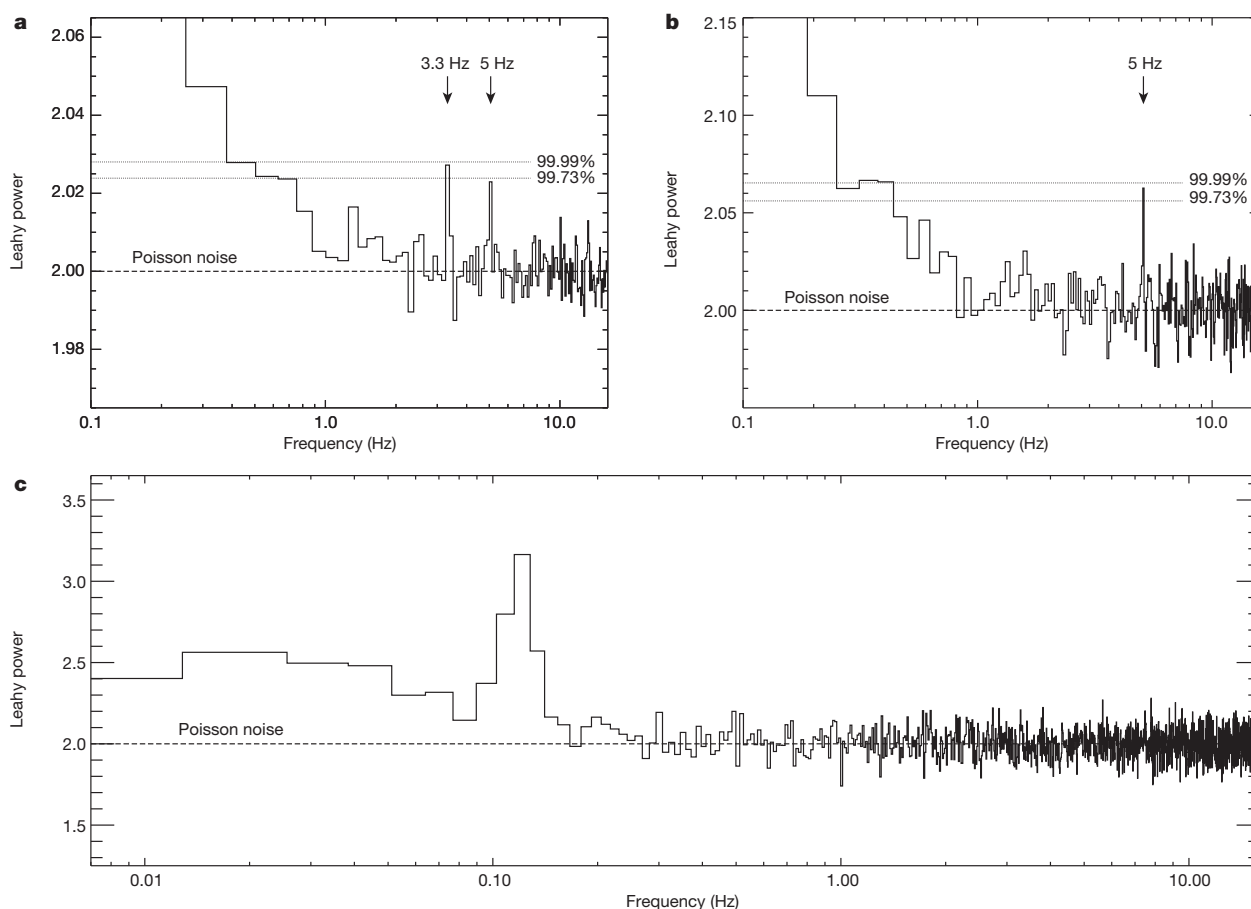 a
2.06
2.04
2.02
2.00
1.98
3.3 Hz
5 Hz
99.99%
99.73%
Poisson noise
Leahy power
0.1
1.0
10.0
Frequency (Hz)
b
2.15
2.10
2.05
2.00
1.95
5 Hz
99.99%
99.73%
Poisson noise
Leahy power
0.1
1.0
10.0
Frequency (Hz)
c
3.5
3.0
2.5
2.0
1.5
Poisson noise
Leahy power
0.01
0.10
1.00
10.00
Frequency (Hz)